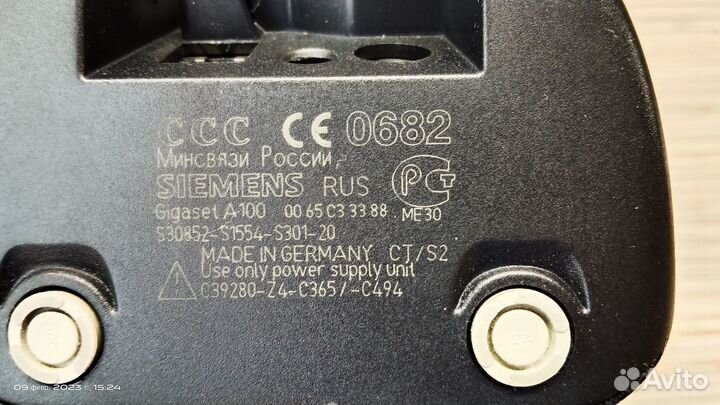 ССС CE 0682
Минсвязи России
SIEMENS RUS РСТ
Gigaset A100 00 65 C3 33 88 ME30
S30852-S1554-S301-20
MADE IN GERMANY CT/S2
Use only power supply unit
C39280-Z4-C365/-C494
09 февр. 2023 г. 15:24
Avito